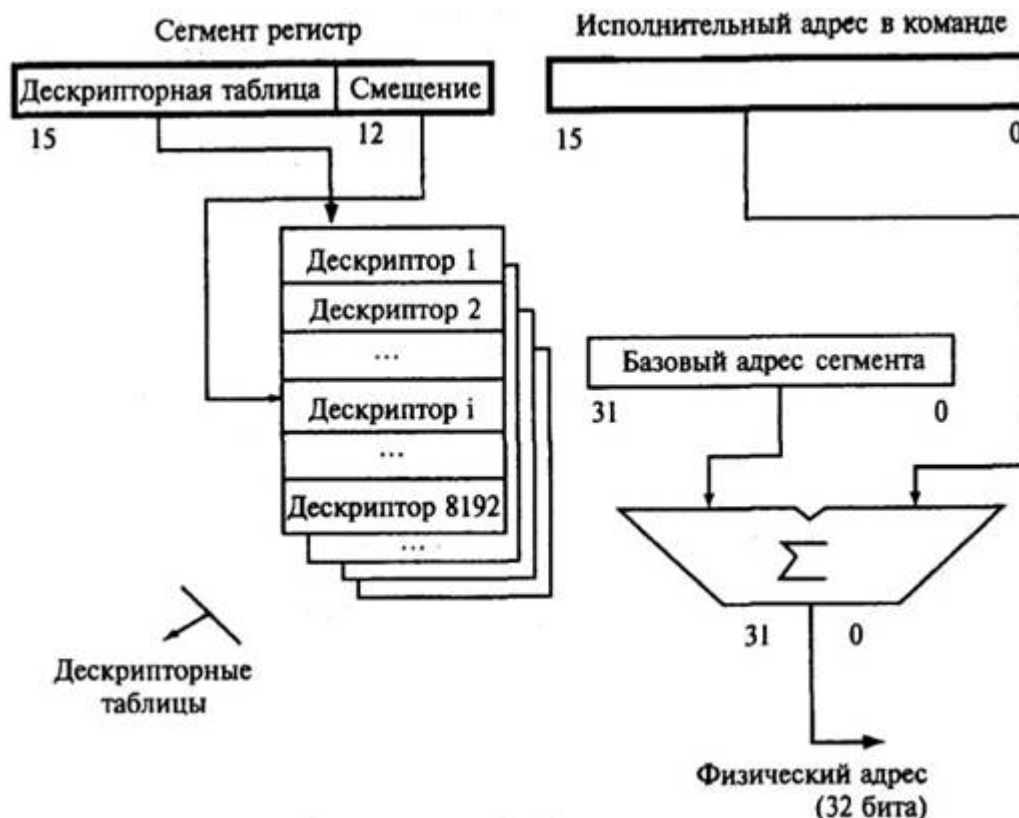 Сегмент регистр
Исполнительный адрес в команде
Дескрипторная таблица
Смещение
15
12
15
0
Дескриптор 1
Дескриптор 2
...
Дескриптор i
...
Дескриптор 8192
...
Базовый адрес сегмента
31
0
Σ
31
0
Дескрипторные
таблицы
Физический адрес
(32 бита)